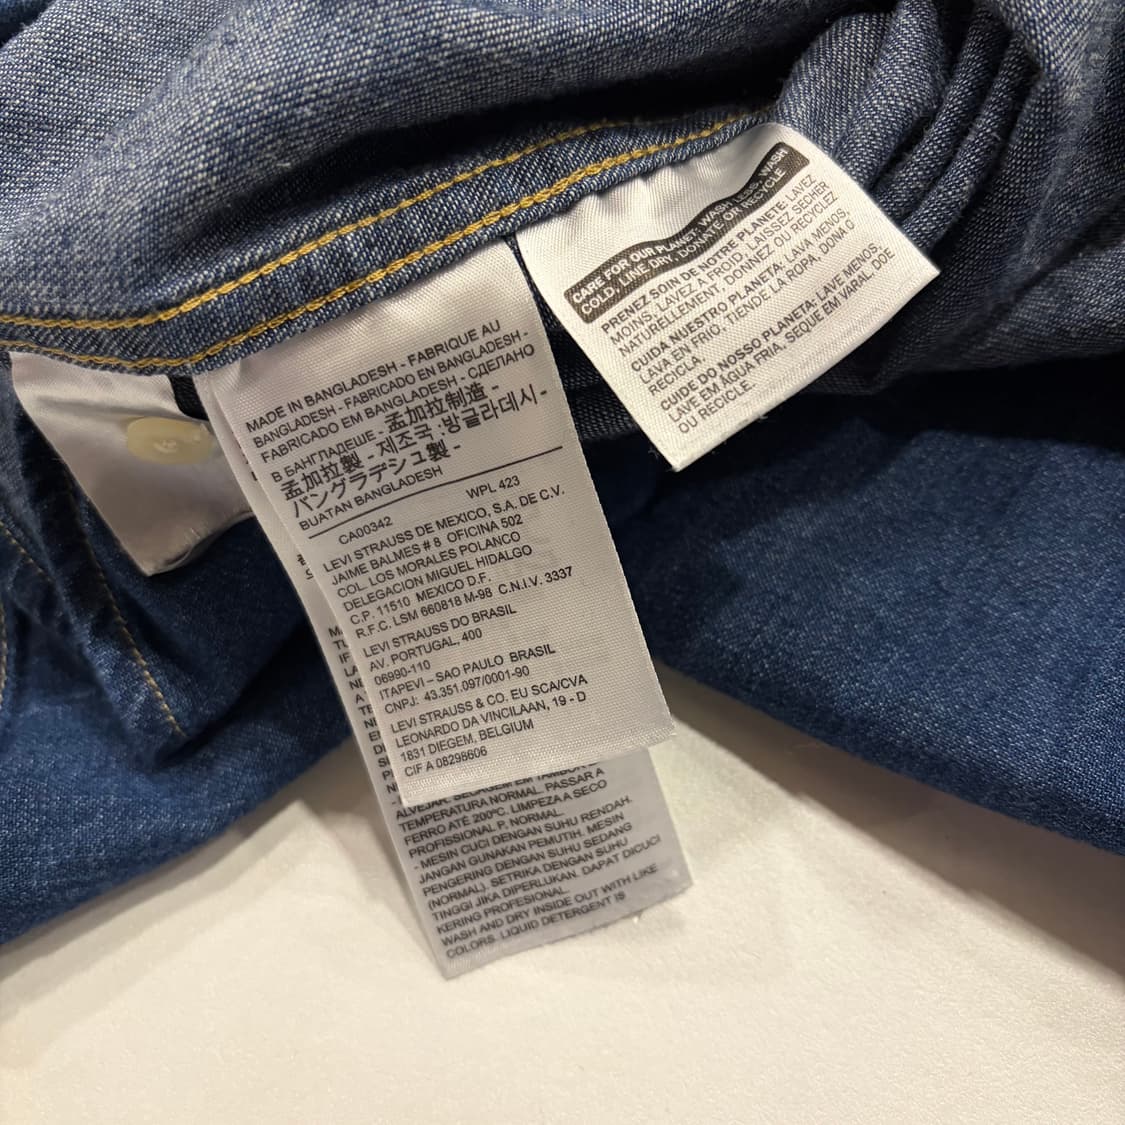 MADE IN BANGLADESH - FABRIQUE AU
BANGLADESH - FABRICADO EN BANGLADESH -
FABRICADO EM BANGLADESH - СДЕЛАНО
В БАНГЛАДЕШЕ - 孟加拉制造 -
孟加拉製 - 제조국 :방글라데시 -
バングラデシュ製 -
BUATAN BANGLADESH
CA00342 WPL 423
LEVI STRAUSS DE MEXICO, S.A. DE C.V.
JAIME BALMES # 8 OFICINA 502
COL. LOS MORALES POLANCO
DELEGACION MIGUEL HIDALGO
C.P. 11510 MEXICO D.F.
R.F.C. LSM 660818 M-98 C.N.I.V. 3337
LEVI STRAUSS DO BRASIL
AV. PORTUGAL, 400
06990-110
ITAPEVI – SAO PAULO BRASIL
CNPJ: 43.351.097/0001-90
LEVI STRAUSS & CO. EU SCA/CVA
LEONARDO DA VINCILAAN, 19 - D
1831 DIEGEM, BELGIUM
CIF A 08298606
ALVEJAR. SECAGEM EM TAMBOR
TEMPERATURA NORMAL. PASSAR A
FERRO ATÉ 200ºC. LIMPEZA A SECO
PROFISSIONAL P, NORMAL.
- MESIN CUCI DENGAN SUHU RENDAH.
JANGAN GUNAKAN PEMUTIH. MESIN
PENGERING DENGAN SUHU SEDANG
(NORMAL). SETRIKA DENGAN SUHU
TINGGI JIKA DIPERLUKAN. DAPAT DICUCI
KERING PROFESIONAL.
WASH AND DRY INSIDE OUT WITH LIKE
COLORS. LIQUID DETERGENT IS
CARE FOR OUR PLANET: WASH LESS, WASH
COLD, LINE DRY, DONATE OR RECYCLE
PRENEZ SOIN DE NOTRE PLANETE: LAVEZ
MOINS, LAVEZ A FROID, LAISSEZ SECHER
NATURELLEMENT, DONNEZ OU RECYCLEZ
CUIDA NUESTRO PLANETA: LAVA MENOS,
LAVA EN FRIO, TIENDE LA ROPA, DONA O
RECICLA.
CUIDE DO NOSSO PLANETA: LAVE MENOS,
LAVE EM ÁGUA FRIA, SEQUE EM VARAL, DOE
OU RECICLE.